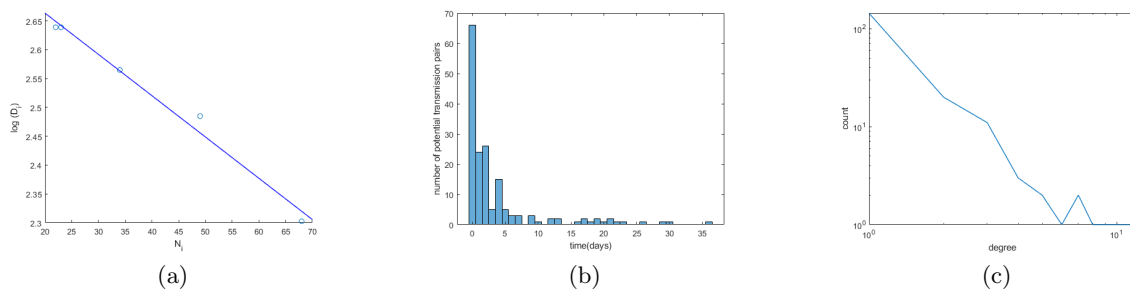 2.65
2.6
2.55
2.5
2.45
2.4
2.35
2.3
log (D_i)
20 25 30 35 40 45 50 55 60 65 70
N_i
(a)
70
60
50
40
30
20
10
0
number of potential transmission pairs
0 5 10 15 20 25 30 35
time(days)
(b)
10^2
10^1
10^0
count
10^0 10^1
degree
(c)